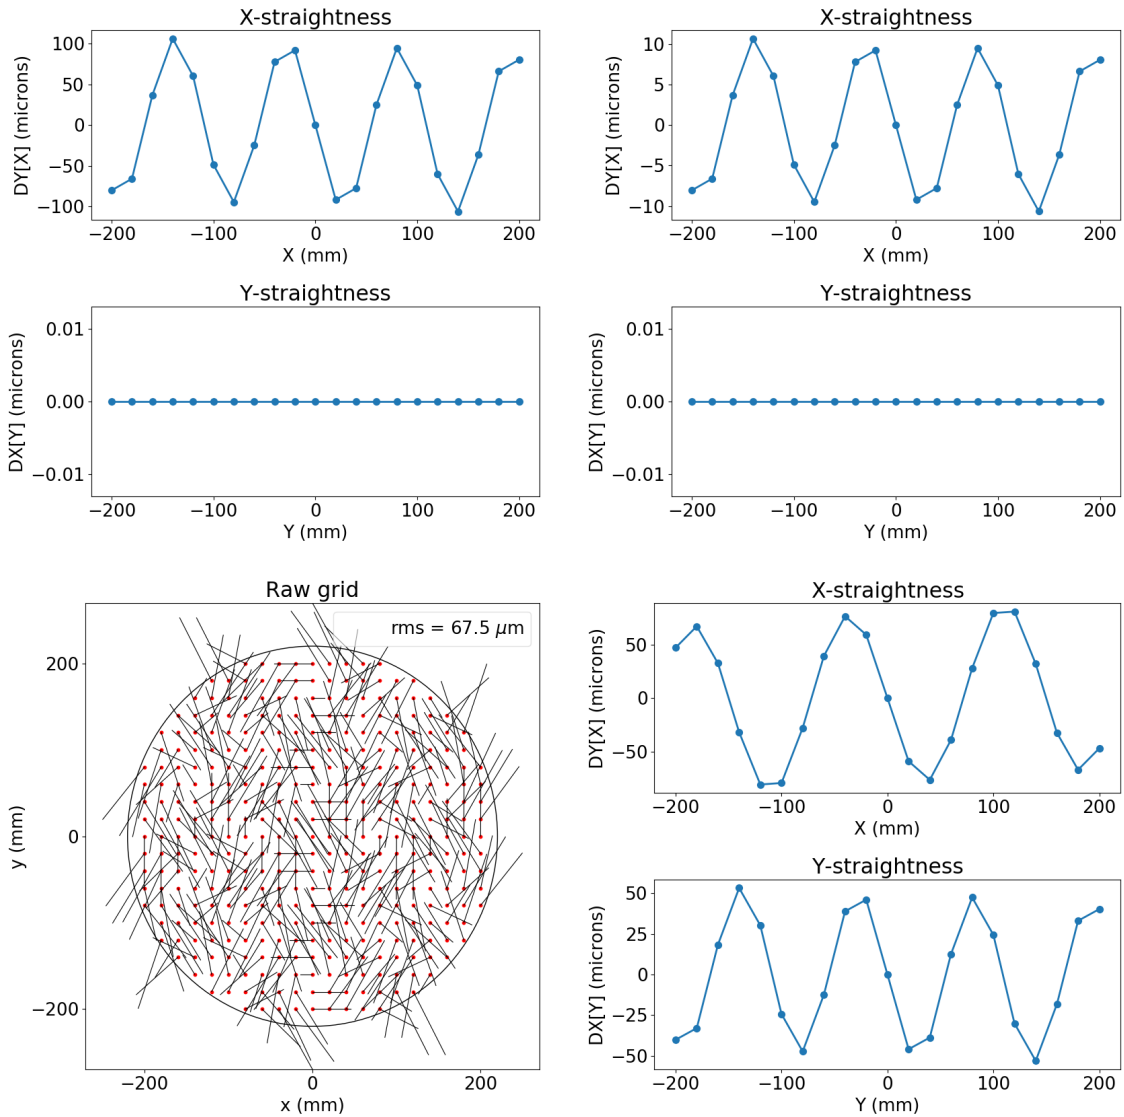 X-straightness
DY[X] (microns)
100
50
0
−50
−100
−200 −100 0 100 200
X (mm)
X-straightness
DY[X] (microns)
10
5
0
−5
−10
−200 −100 0 100 200
X (mm)
Y-straightness
DX[Y] (microns)
0.01
0.00
−0.01
−200 −100 0 100 200
Y (mm)
Y-straightness
DX[Y] (microns)
0.01
0.00
−0.01
−200 −100 0 100 200
Y (mm)
Raw grid
rms = 67.5 μm
y (mm)
200
0
−200
−200 0 200
x (mm)
X-straightness
DY[X] (microns)
50
0
−50
−200 −100 0 100 200
X (mm)
Y-straightness
DX[Y] (microns)
50
25
0
−25
−50
−200 −100 0 100 200
Y (mm)